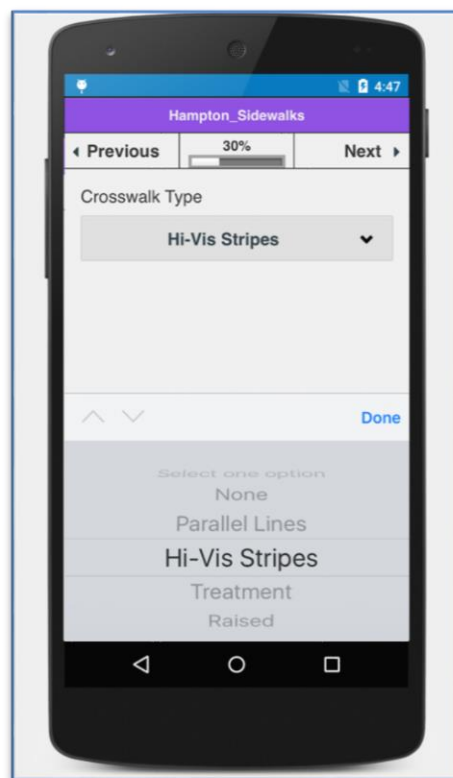 4:47
Hampton_Sidewalks
Previous
30%
Next
Crosswalk Type
Hi-Vis Stripes
Done
Select one option
None
Parallel Lines
Hi-Vis Stripes
Treatment
Raised